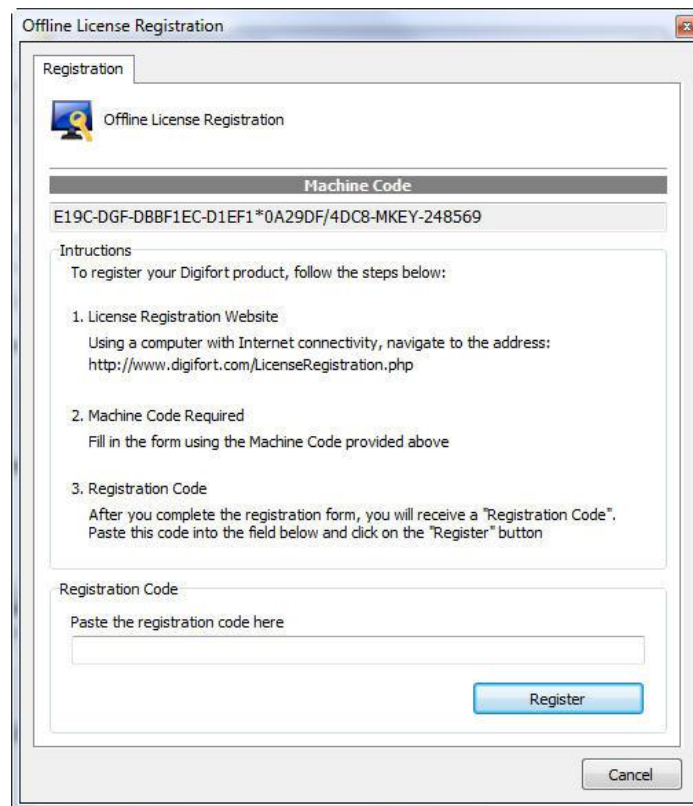 Offline License Registration
Registration
Offline License Registration
Machine Code
E19C-DGF-DBBF1EC-D1EF1*0A29DF/4DC8-MKEY-248569
Intructions
To register your Digifort product, follow the steps below:
1. License Registration Website
Using a computer with Internet connectivity, navigate to the address:
http://www.digifort.com/LicenseRegistration.php
2. Machine Code Required
Fill in the form using the Machine Code provided above
3. Registration Code
After you complete the registration form, you will receive a "Registration Code".
Paste this code into the field below and click on the "Register" button
Registration Code
Paste the registration code here
Register
Cancel